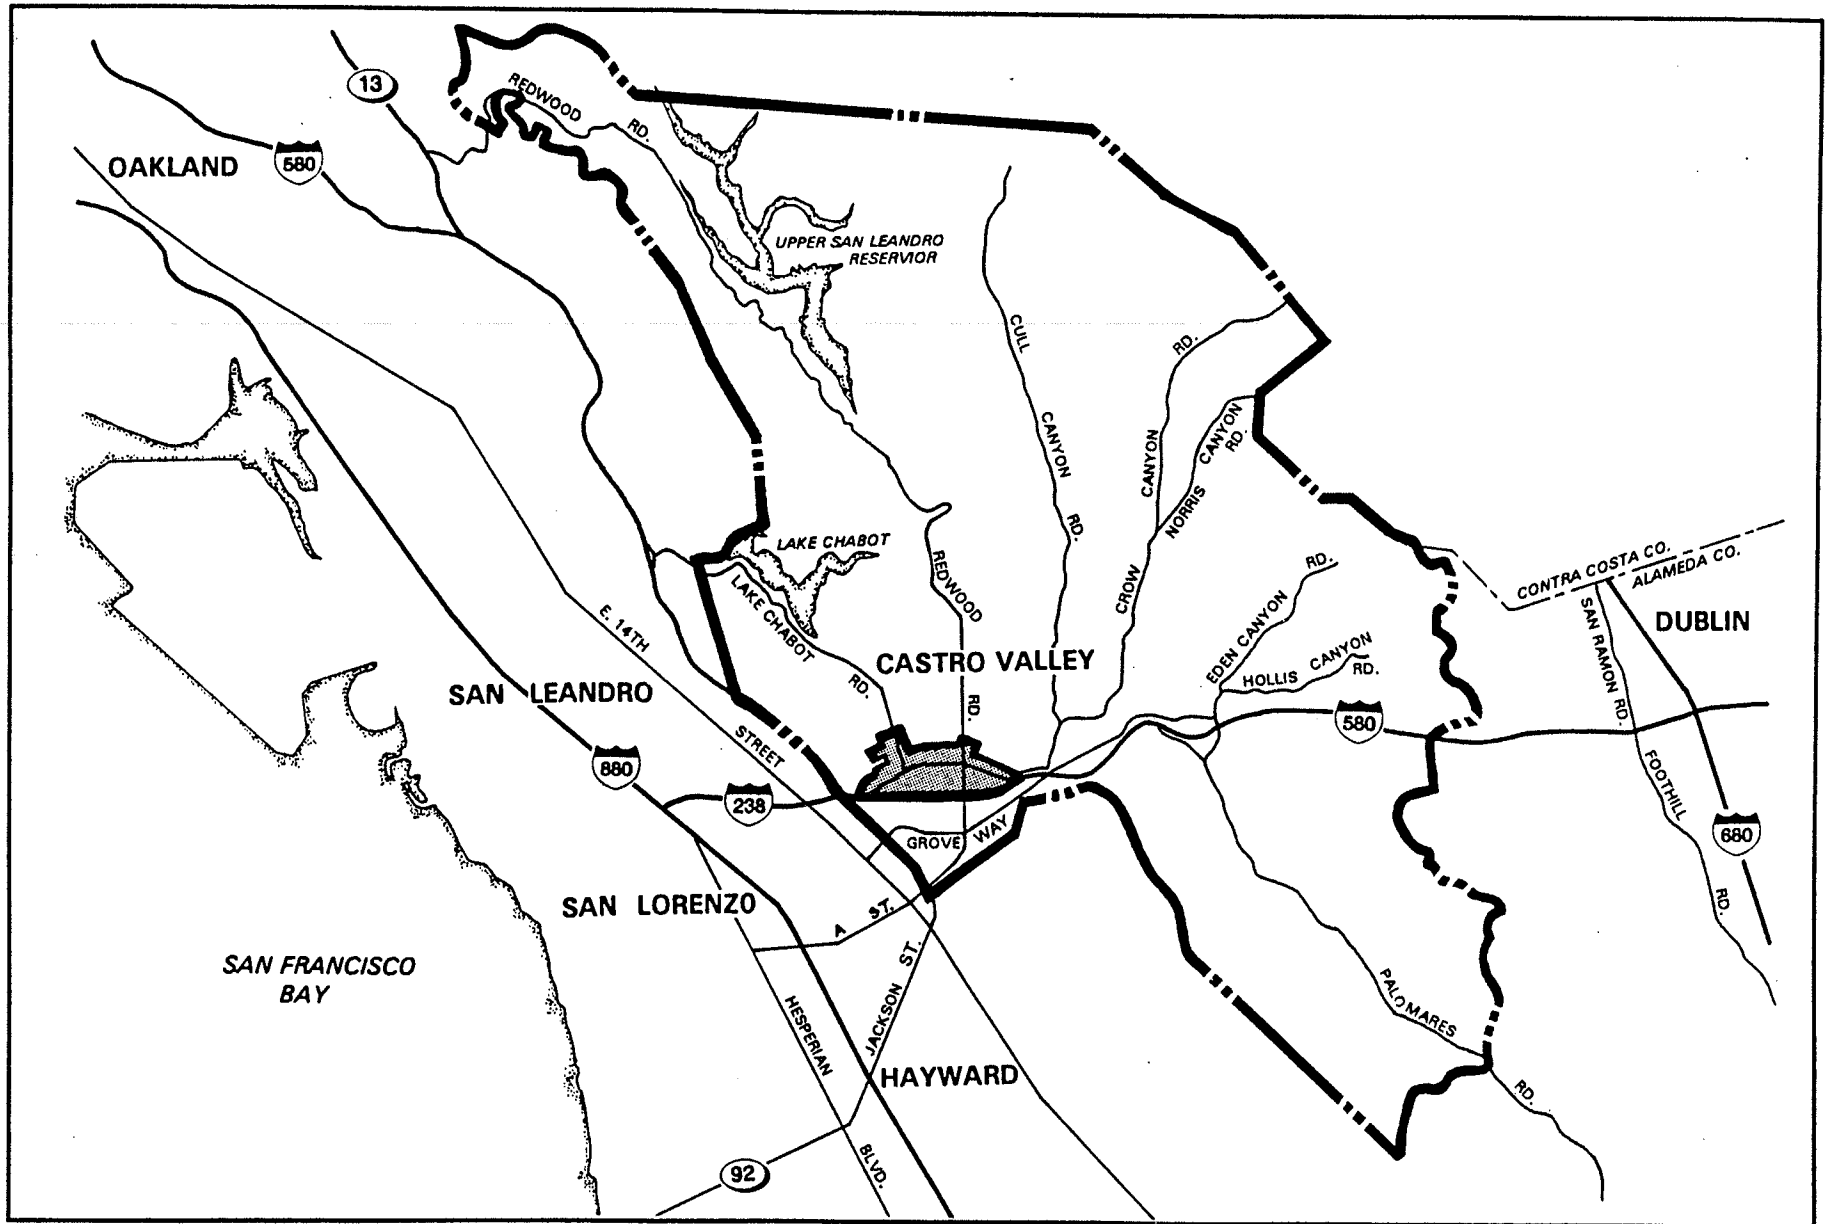 13
REDWOOD
RD.
OAKLAND
580
UPPER SAN LEANDRO
RESERVIOR
CULL
CANYON
RD.
RD.
CANYON
CROW
CANYON
RD.
NORRIS
LAKE CHABOT
LAKE CHABOT
RD.
REDWOOD
RD.
CASTRO VALLEY
EDEN CANYON
RD.
HOLLIS CANYON
RD.
CONTRA COSTA CO.
ALAMEDA CO.
DUBLIN
SAN RAMON RD.
FOOTHILL
RD.
580
680
E. 14TH
STREET
SAN LEANDRO
880
238
GROVE WAY
SAN LORENZO
A ST.
JACKSON ST.
HESPERIAN
BLVD.
HAYWARD
92
SAN FRANCISCO
BAY
PALOMARES
RD.